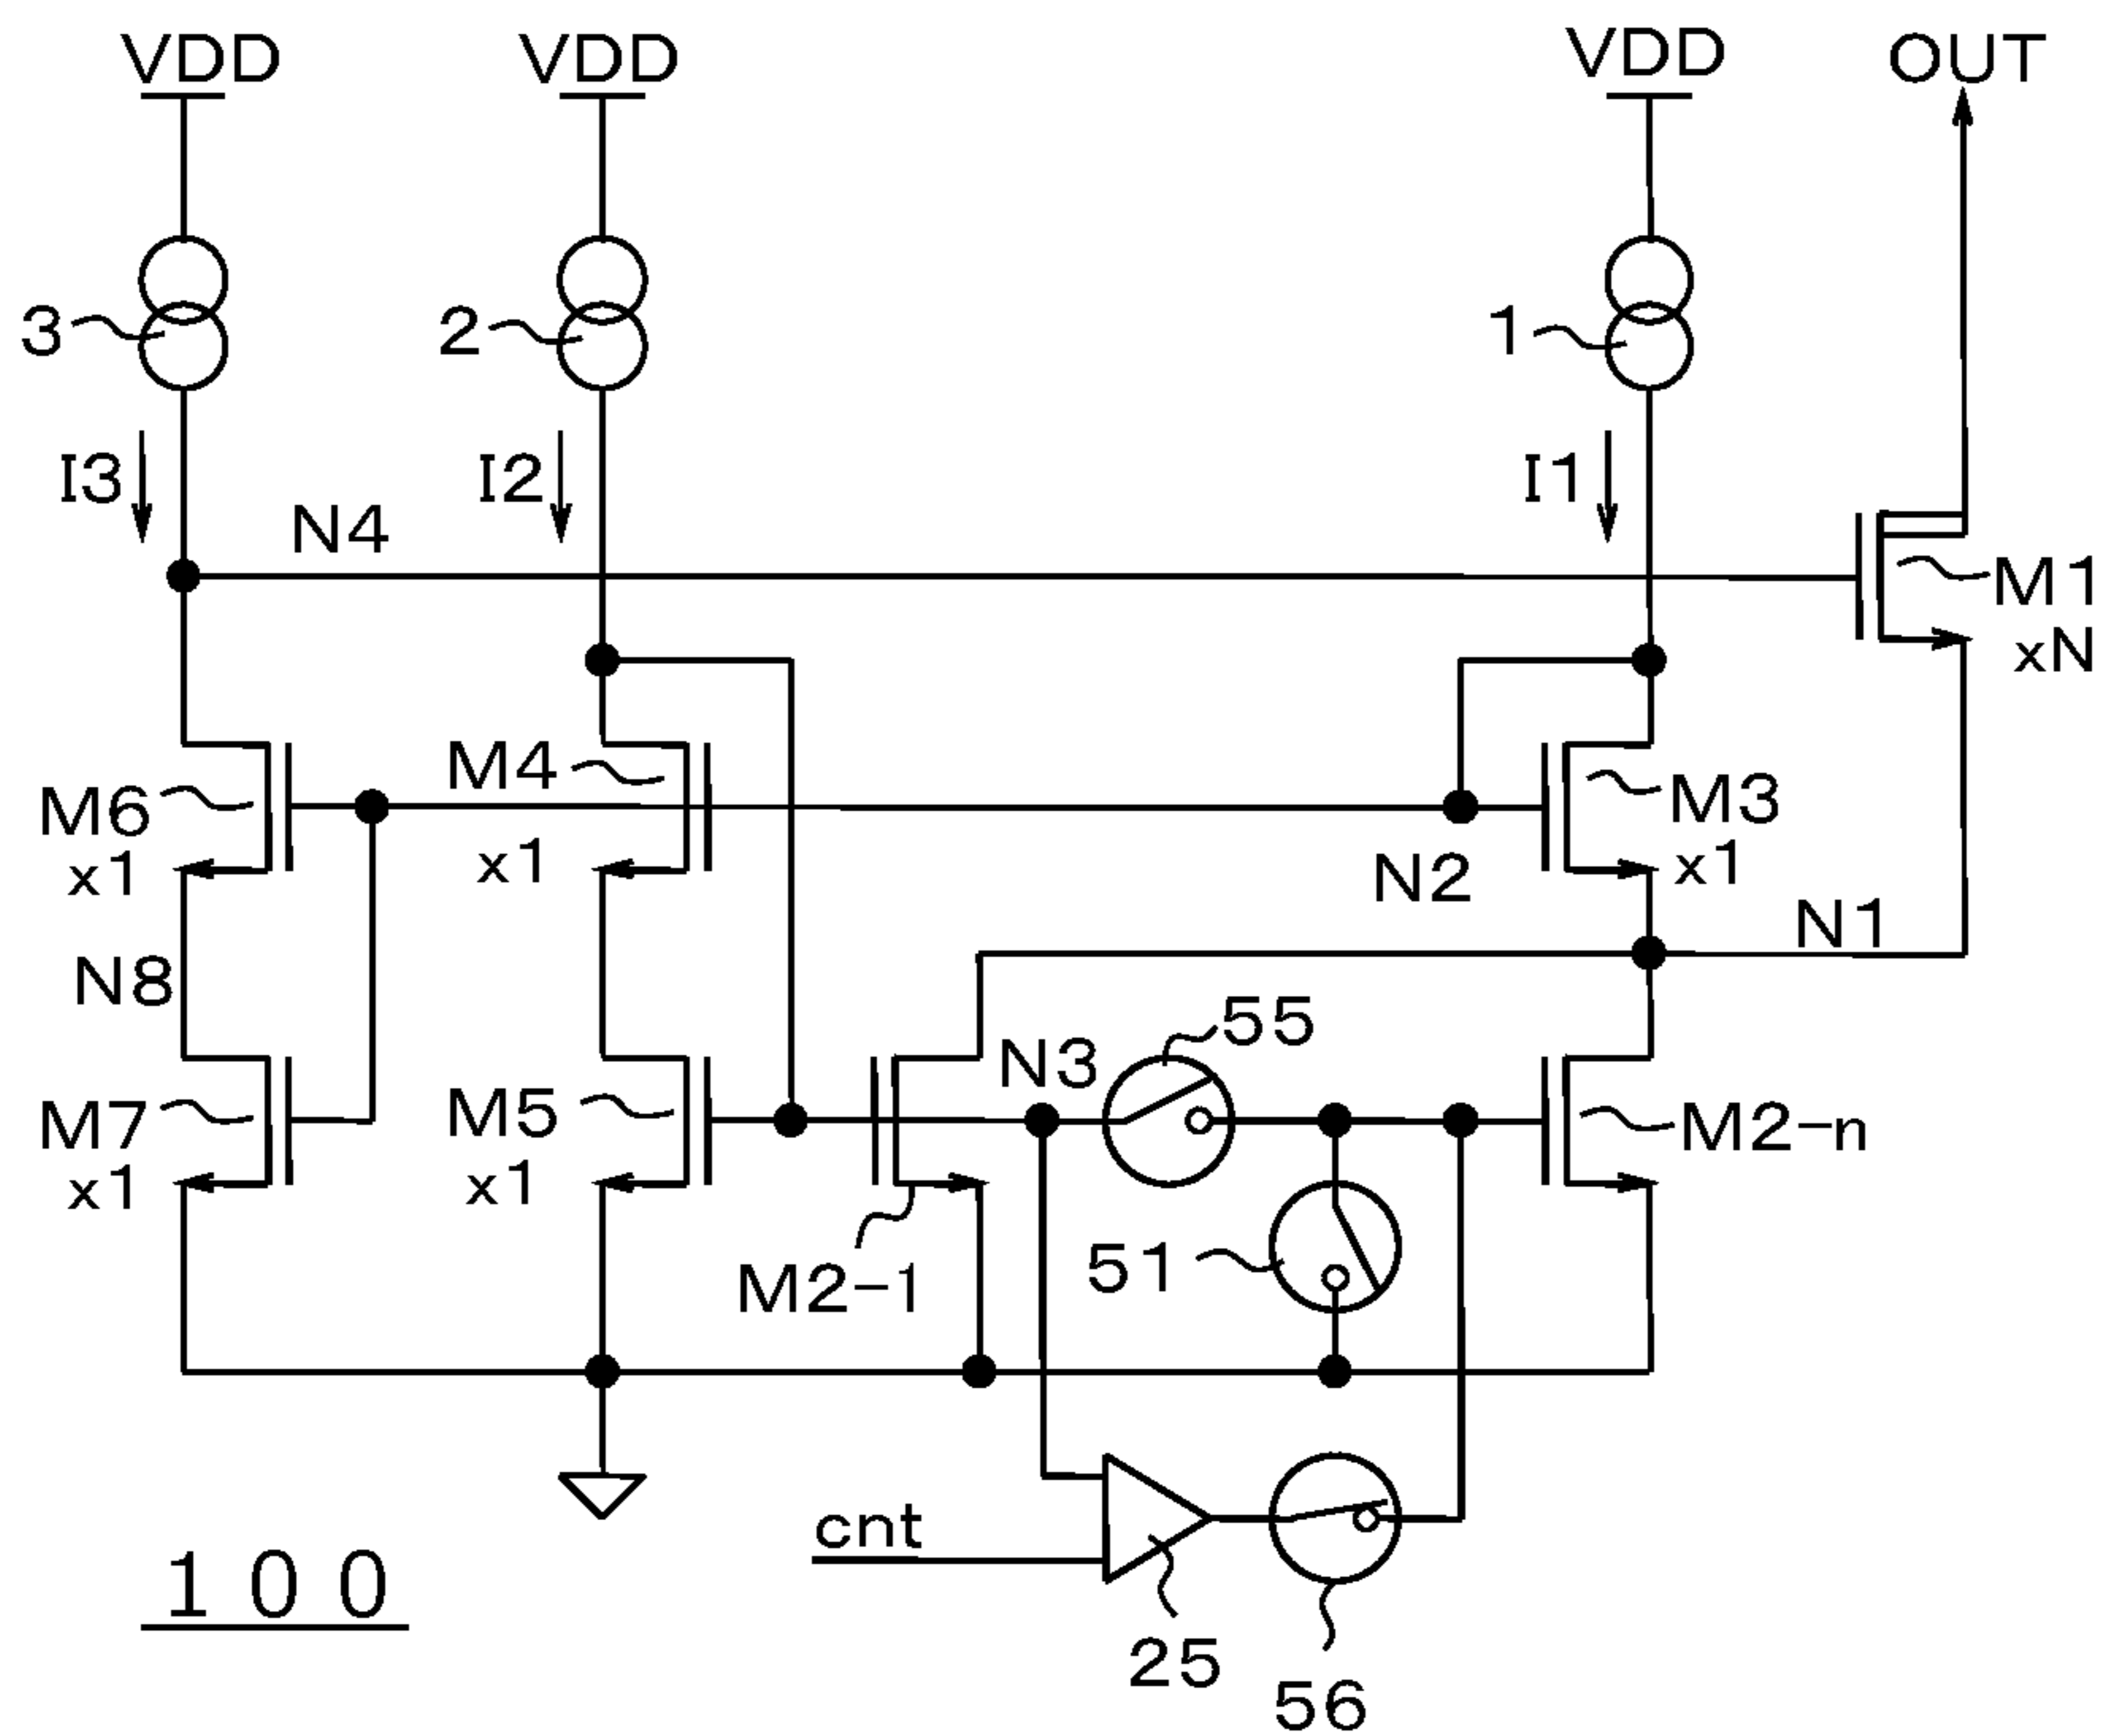 VDD VDD VDD OUT
3 2 1
I3 I2 I1
N4
M1
xN
M6 M4 M3
x1 x1 x1
N2
N1
N8
N3 55
M7 M5 M2-n
x1 x1
51
M2-1
cnt
100
25
56